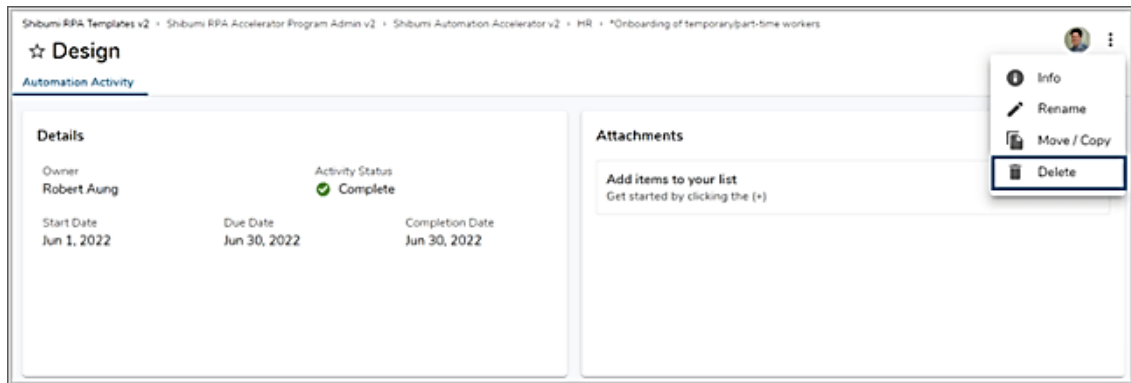 Shibumi RPA Templates v2 › Shibumi RPA Accelerator Program Admin v2 › Shibumi Automation Accelerator v2 › HR › *Onboarding of temporary/part-time workers
Design
Automation Activity
Info
Rename
Move / Copy
Delete
Details
Owner
Robert Aung
Activity Status
Complete
Start Date
Jun 1, 2022
Due Date
Jun 30, 2022
Completion Date
Jun 30, 2022
Attachments
Add items to your list
Get started by clicking the (+)